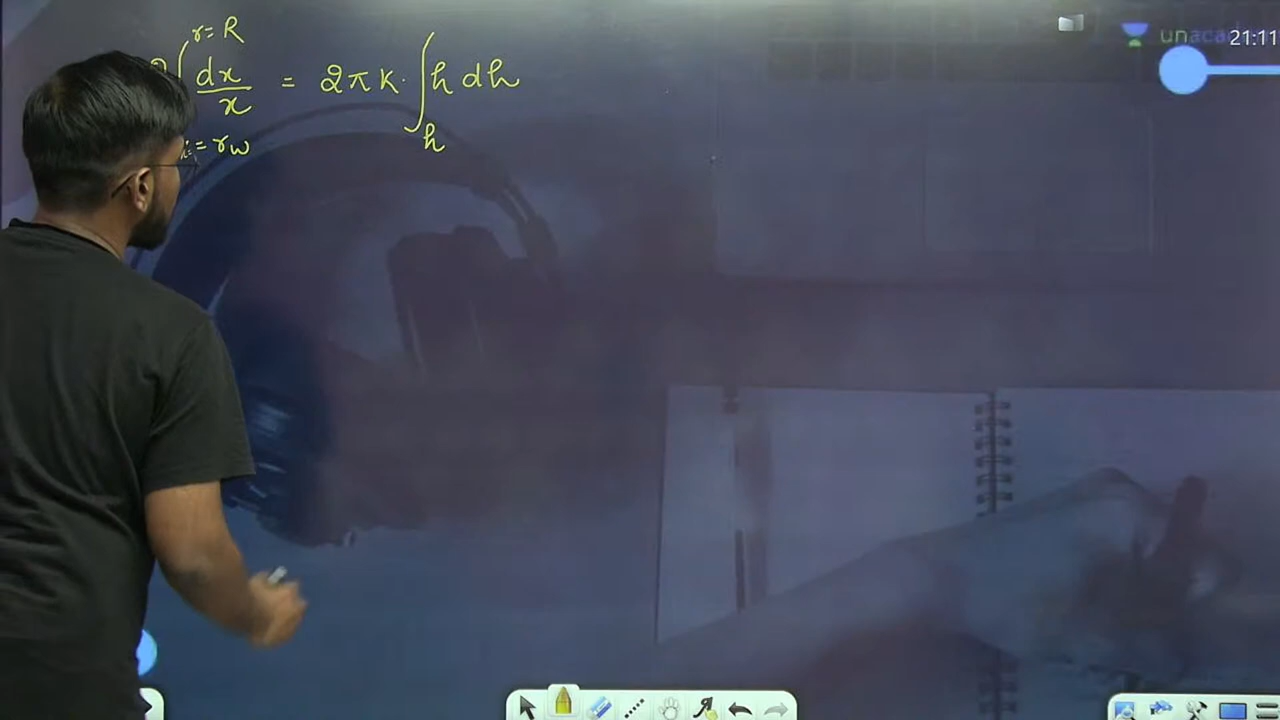 r=R
∫ dx/x = 2πK·∫ h dh
= rw h
unaca
21:11